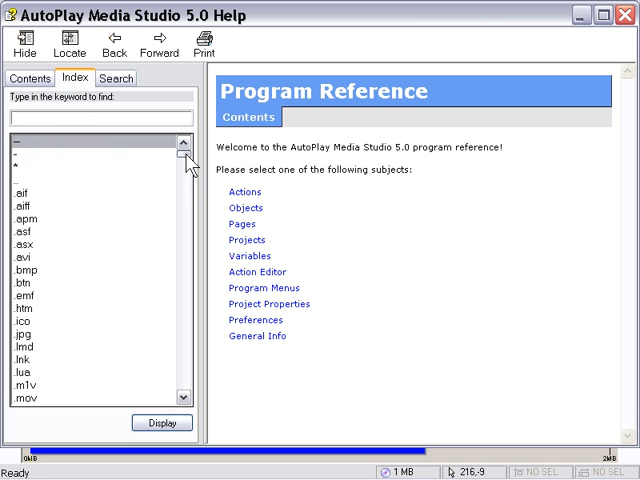 AutoPlay Media Studio 5.0 Help
Hide Locate Back Forward Print
Contents Index Search
Type in the keyword to find:
--
-
*
..
.aif
.aiff
.apm
.asf
.asx
.avi
.bmp
.btn
.emf
.htm
.ico
.jpg
.lmd
.lnk
.lua
.m1v
.mov
Display
Program Reference
Contents
Welcome to the AutoPlay Media Studio 5.0 program reference!
Please select one of the following subjects:
Actions
Objects
Pages
Projects
Variables
Action Editor
Program Menus
Project Properties
Preferences
General Info
0MB 2MB
Ready 1 MB 216,-9 NO SEL NO SEL